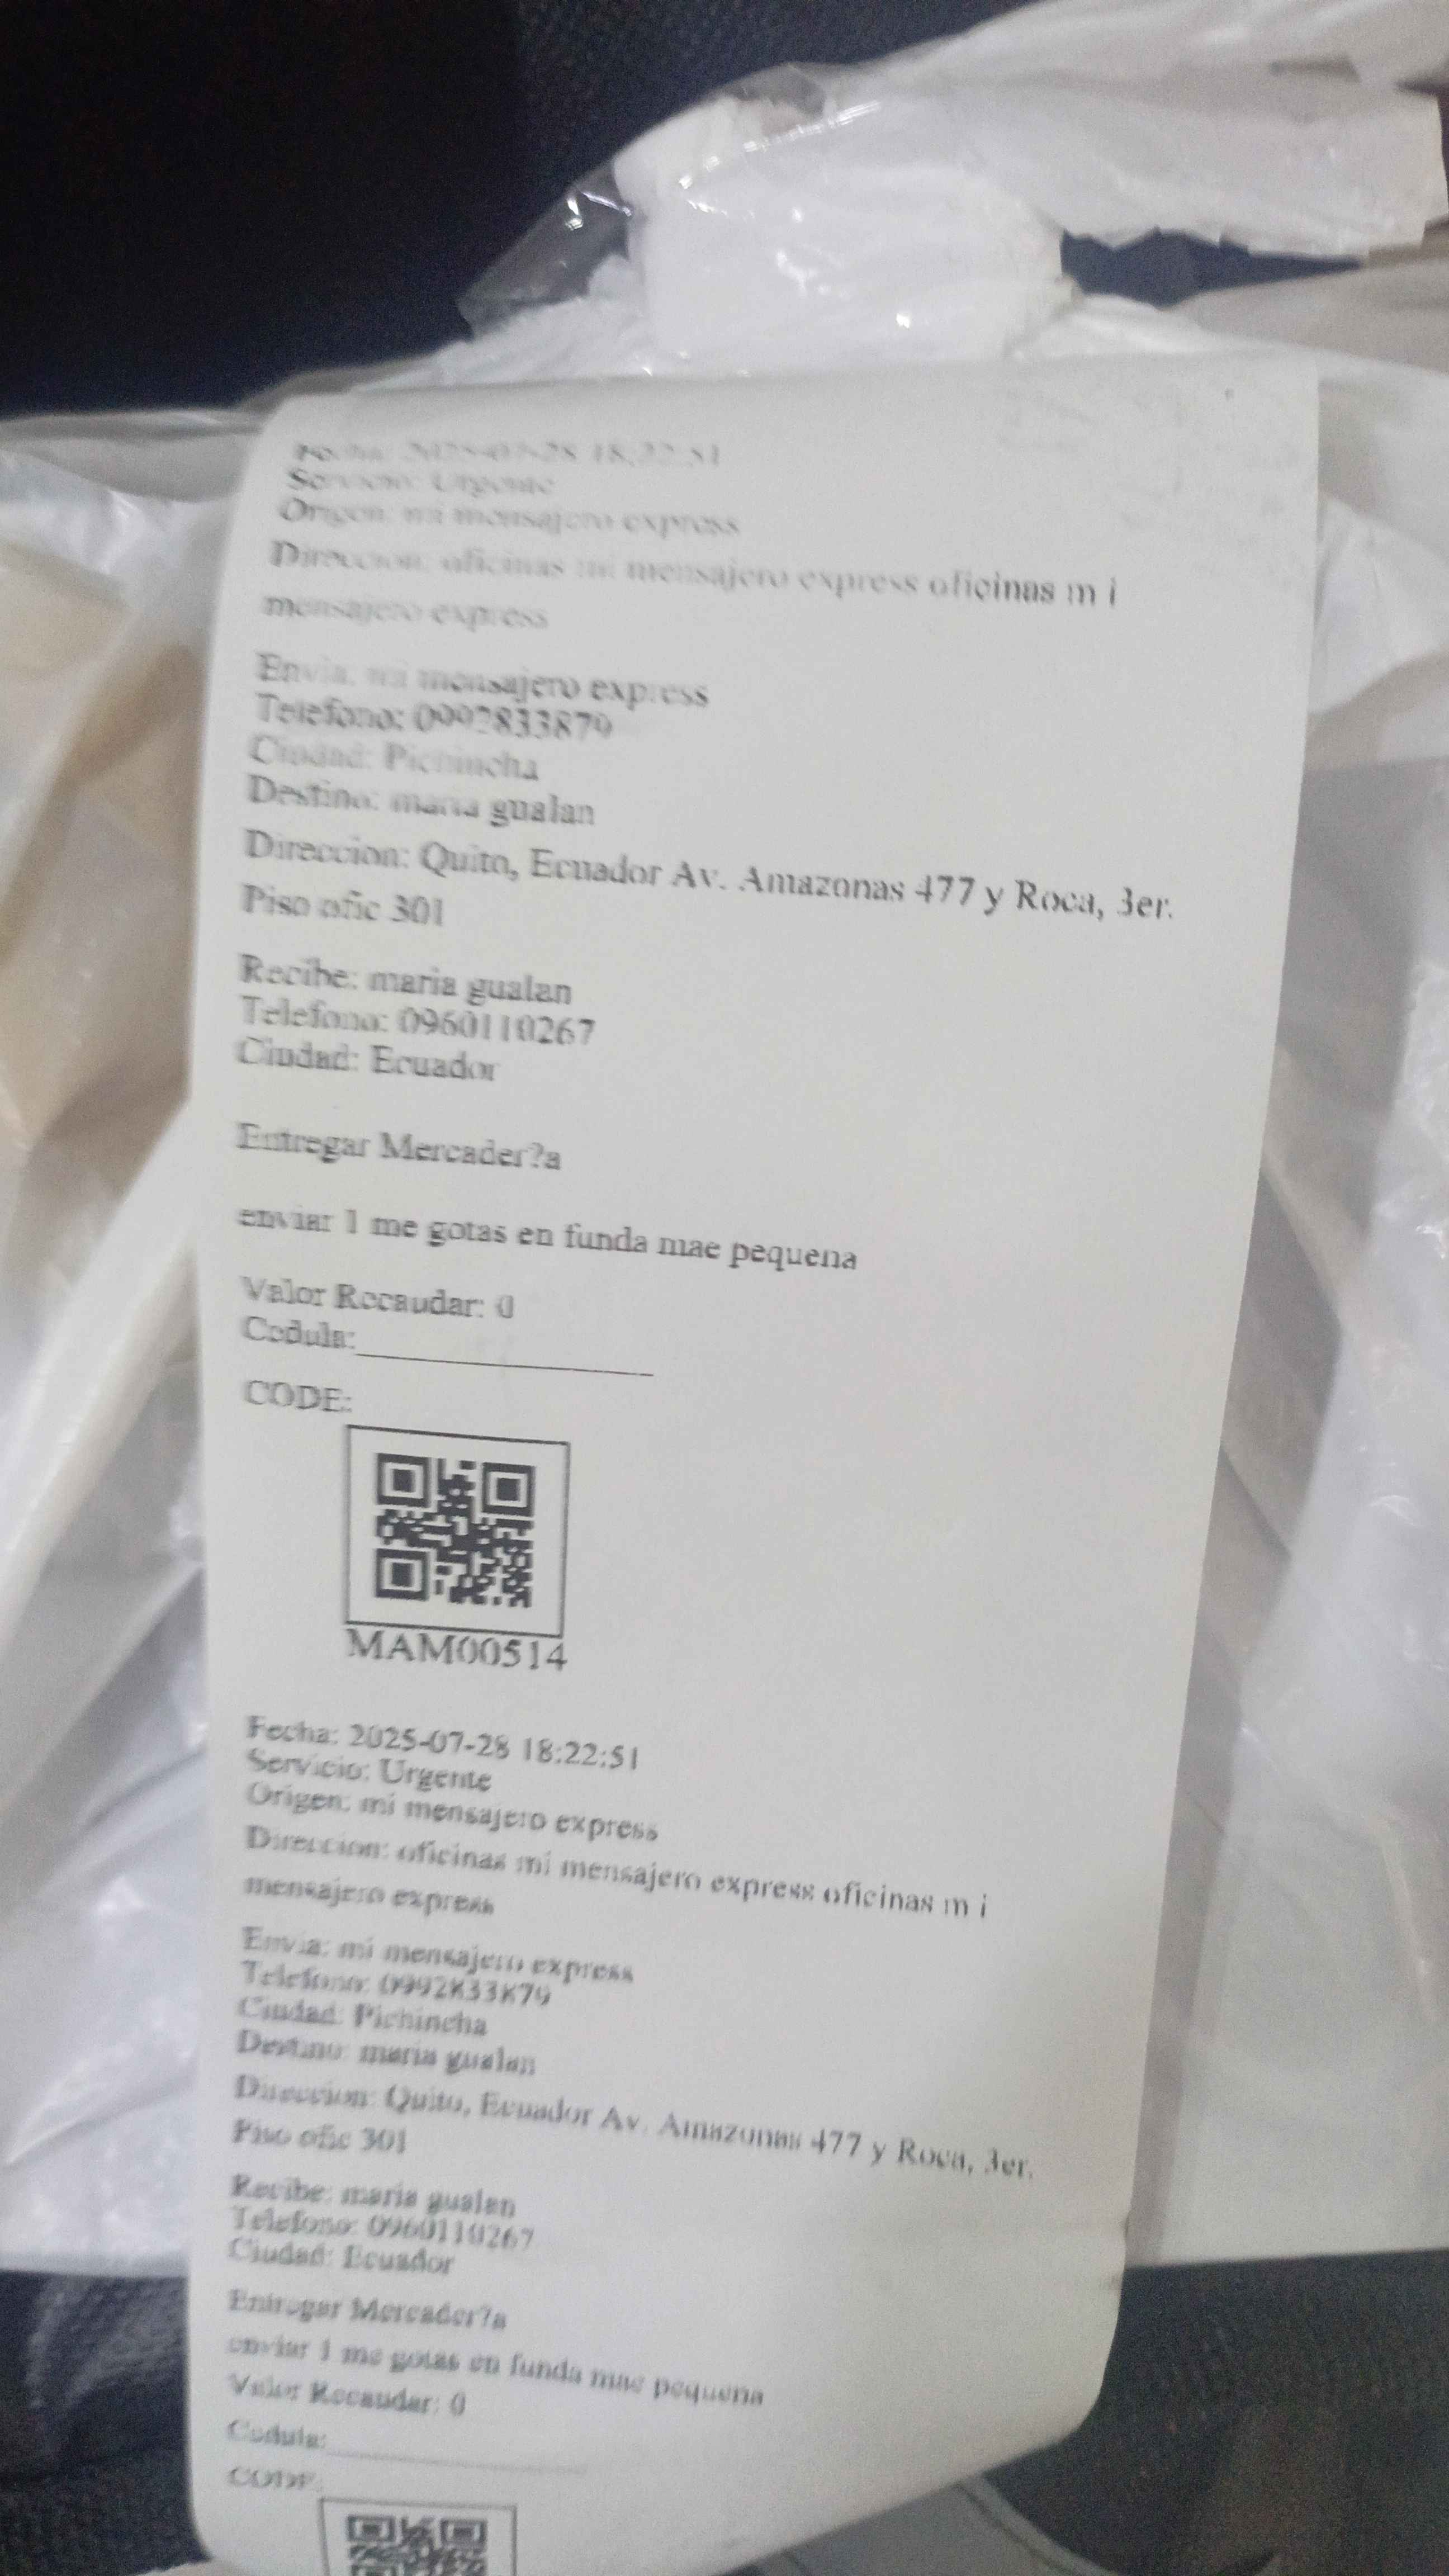 Fecha: 2025-07-28 18:22:51
Servicio: Urgente
Origen: mi mensajero express
Direccion: oficinas mi mensajero express oficinas m i
mensajero express
Envia: mi mensajero express
Telefono: 0992833879
Ciudad: Pichincha
Destino: maria gualan
Direccion: Quito, Ecuador Av. Amazonas 477 y Roca, 3er.
Piso ofic 301
Recibe: maria gualan
Telefono: 0960110267
Ciudad: Ecuador
Entregar Mercader?a
enviar 1 me gotas en funda mae pequena
Valor Recaudar: 0
Cedula:
CODE:
MAM00514
Fecha: 2025-07-28 18:22:51
Servicio: Urgente
Origen: mi mensajero express
Direccion: oficinas mi mensajero express oficinas m i
mensajero express
Envia: mi mensajero express
Telefono: 0992833879
Ciudad: Pichincha
Destino: maria gualan
Direccion: Quito, Ecuador Av. Amazonas 477 y Roca, 3er.
Piso ofic 301
Recibe: maria gualan
Telefono: 0960110267
Ciudad: Ecuador
Entregar Mercader?a
enviar 1 me gotas en funda mae pequena
Valor Recaudar: 0
Cedula:
CODE: